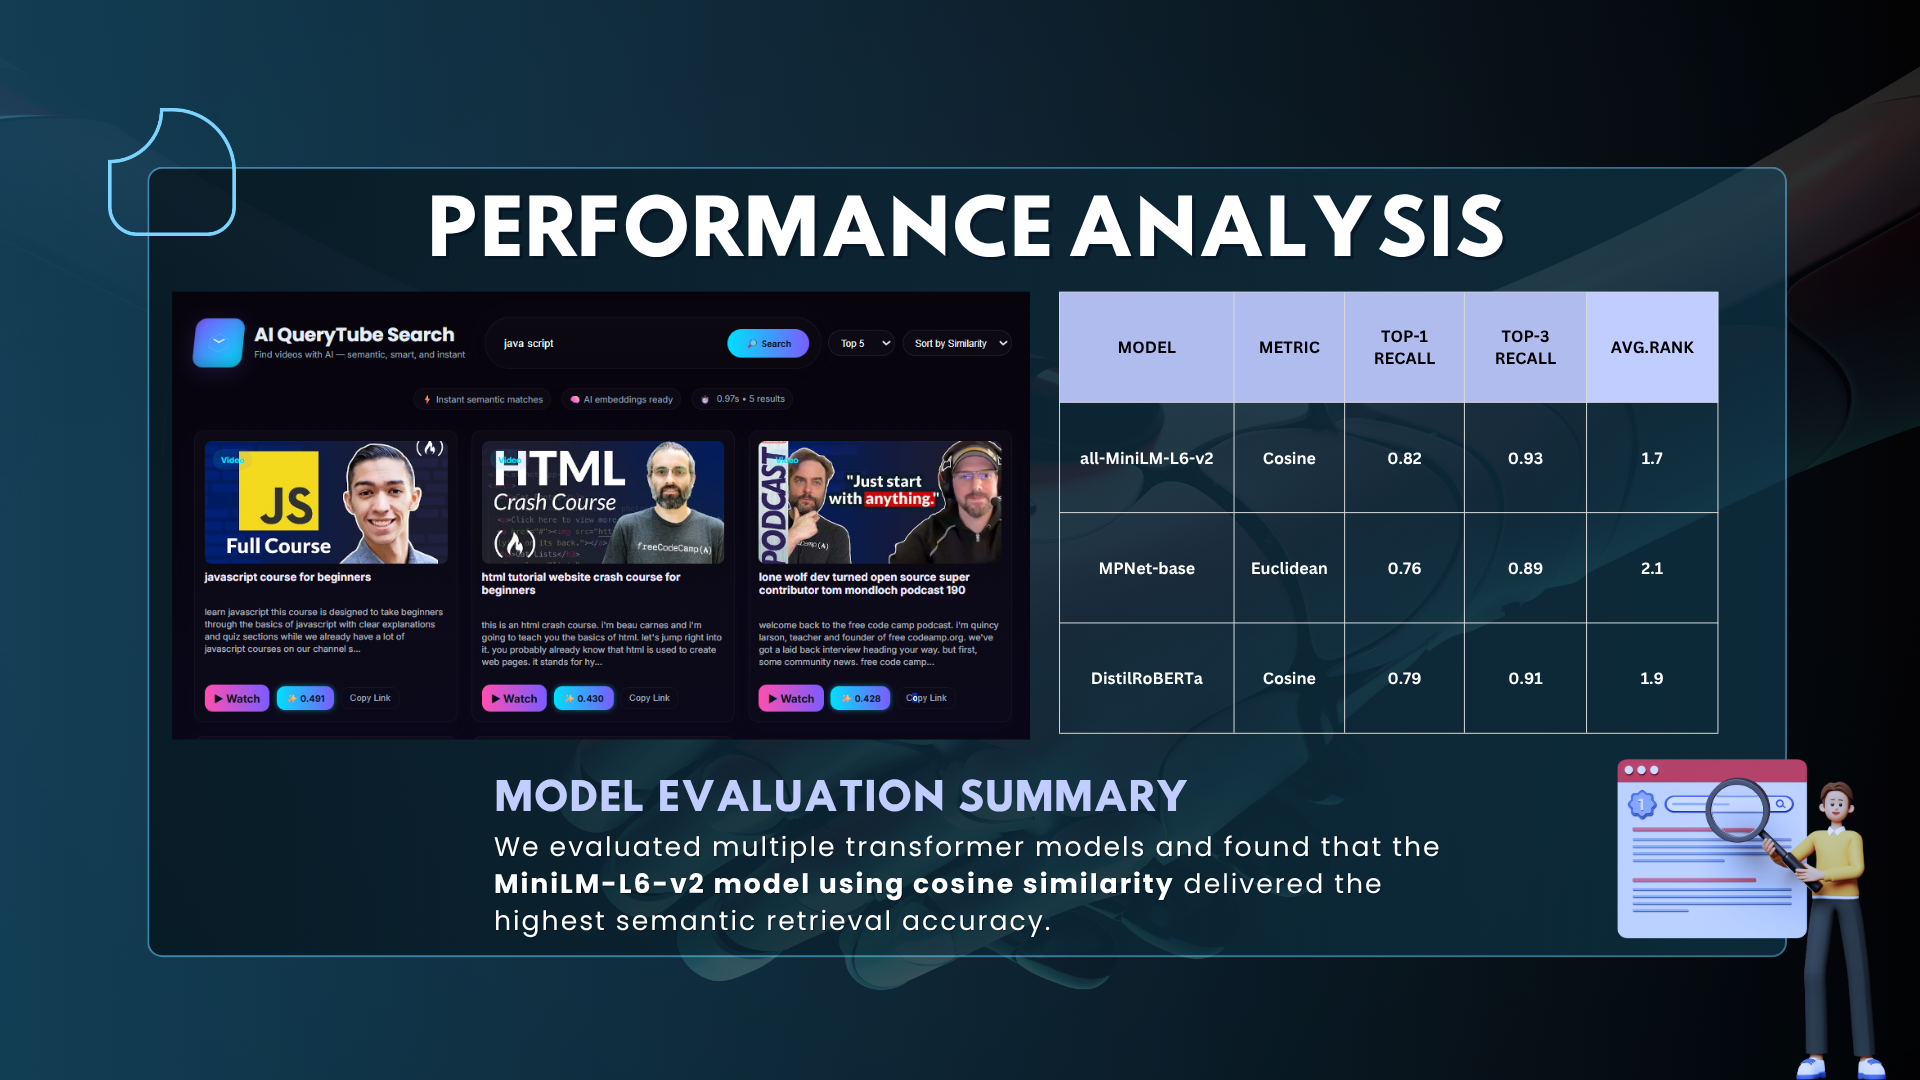 PERFORMANCE ANALYSIS
AI QueryTube Search
Find videos with AI — semantic, smart, and instant
java script
Search
Top 5
Sort by Similarity
Instant semantic matches
AI embeddings ready
0.97s • 5 results
Video
JS
Full Course
javascript course for beginners
learn javascript this course is designed to take beginners
through the basics of javascript with clear explanations
and quiz sections while we already have a lot of
javascript courses on our channel s...
Watch
0.491
Copy Link
Video
HTML
Crash Course
freeCodeCamp
html tutorial website crash course for
beginners
this is an html crash course. i'm beau carnes and i'm
going to teach you the basics of html. let's jump right into
it. you probably already know that html is used to create
web pages. it stands for hy...
Watch
0.430
Copy Link
Video
PODCAST
"Just start
with anything."
lone wolf dev turned open source super
contributor tom mondloch podcast 190
welcome back to the free code camp podcast. i'm quincy
larson, teacher and founder of free codeamp.org. we've
got a laid back interview heading your way. but first,
some community news. free code camp...
Watch
0.428
Copy Link
MODEL METRIC TOP-1 RECALL TOP-3 RECALL AVG.RANK
all-MiniLM-L6-v2 Cosine 0.82 0.93 1.7
MPNet-base Euclidean 0.76 0.89 2.1
DistilRoBERTa Cosine 0.79 0.91 1.9
MODEL EVALUATION SUMMARY
We evaluated multiple transformer models and found that the
MiniLM-L6-v2 model using cosine similarity delivered the
highest semantic retrieval accuracy.
1